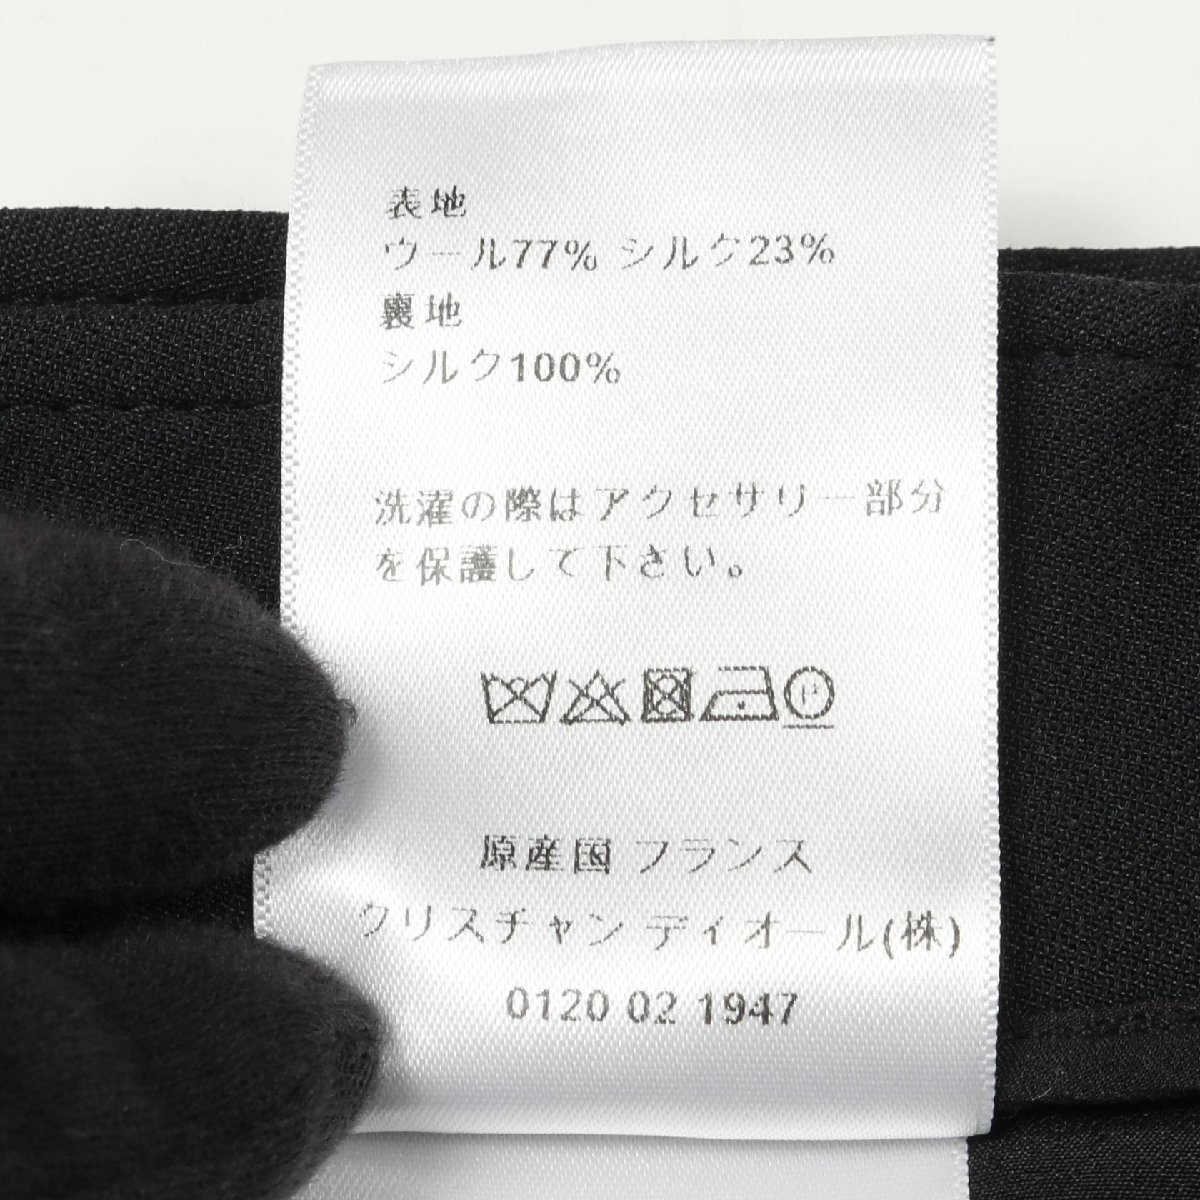 表地
ウール77% シルク23%
裏地
シルク100%
洗濯の際はアクセサリー部分
を保護して下さい。
P
原産国 フランス
クリスチャン ディオール(株)
0120 02 1947